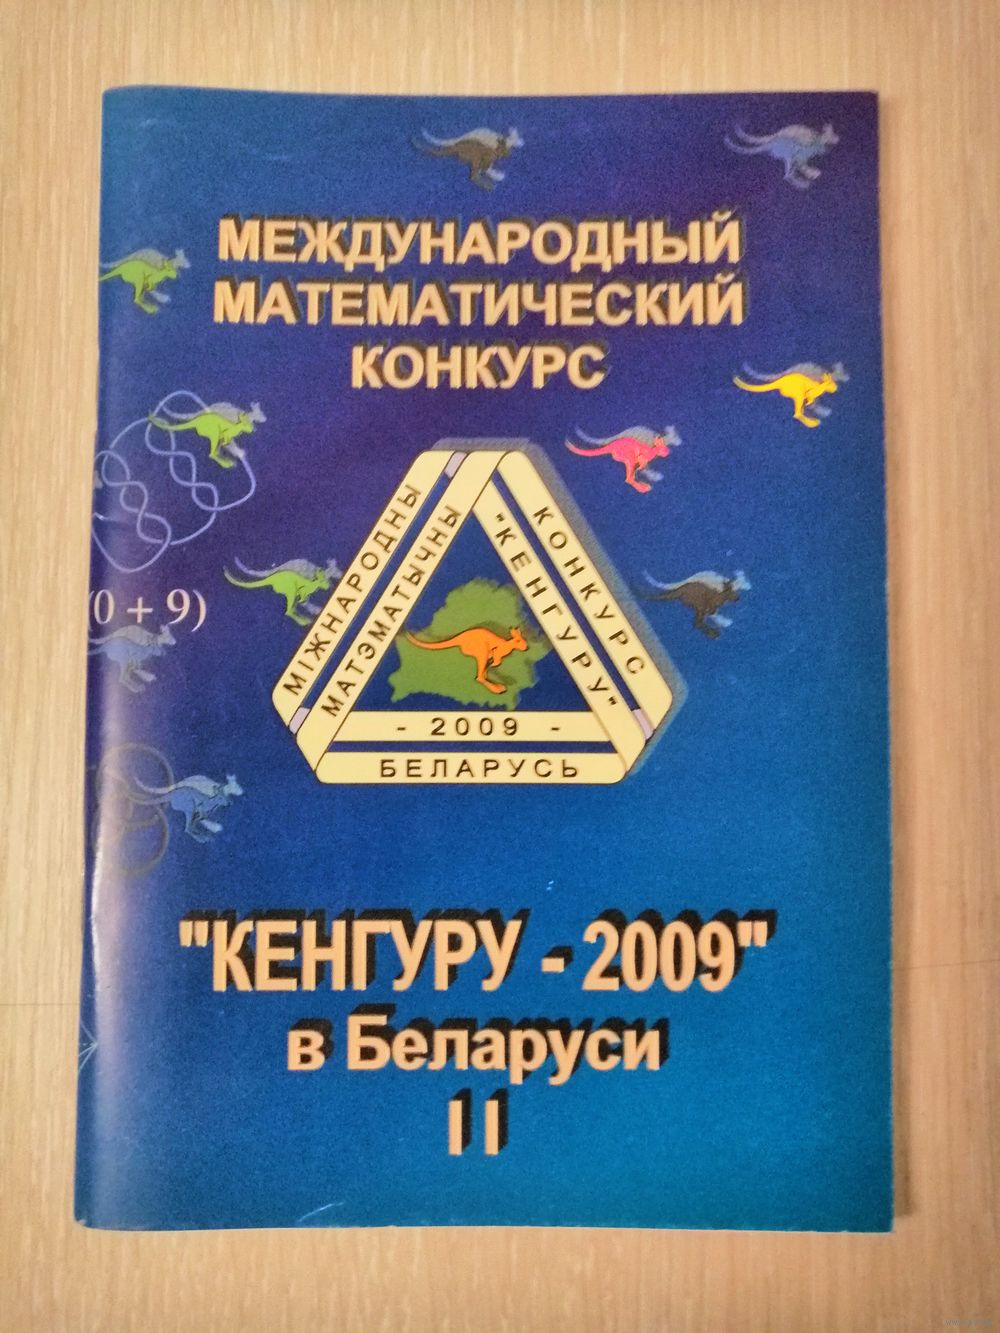 МЕЖДУНАРОДНЫЙ
МАТЕМАТИЧЕСКИЙ
КОНКУРС
МІЖНАРОДНЫ
МАТЭМАТЫЧНЫ
КОНКУРС
"КЕНГУРУ"
- 2009 -
БЕЛАРУСЬ
(0 + 9)
"КЕНГУРУ - 2009"
в Беларуси
II